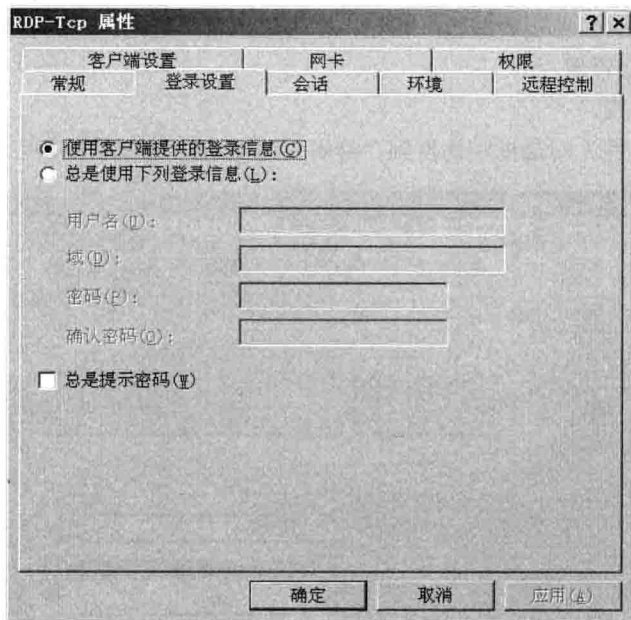 RDP-Tcp 属性
客户端设置 网卡 权限
常规 登录设置 会话 环境 远程控制
使用客户端提供的登录信息(C)
总是使用下列登录信息(L):
用户名(U):
域(D):
密码(P):
确认密码(O):
总是提示密码(W)
确定 取消 应用(A)